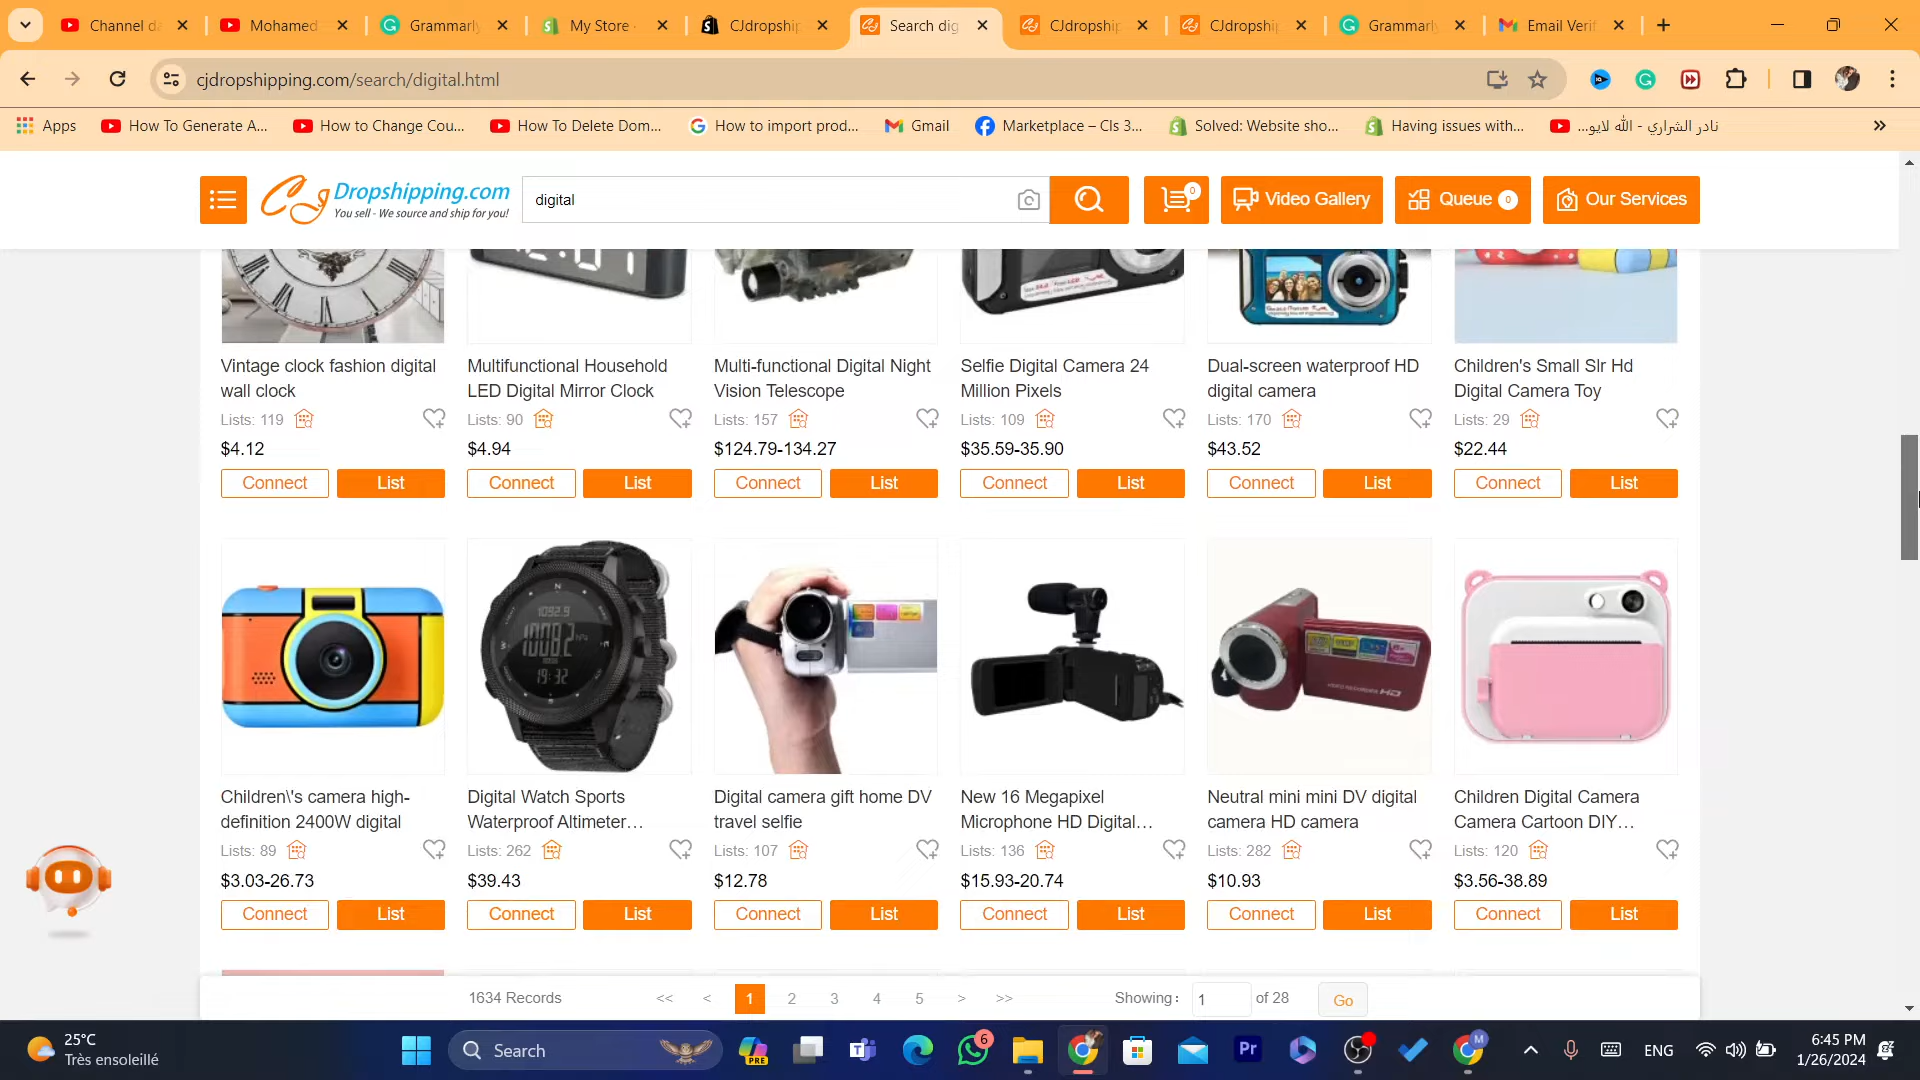 Channel da
Mohamed
Grammarly
My Store -
CJdropship
Search dig
CJdropship
CJdropship
Grammarly
Email Verif
cjdropshipping.com/search/digital.html
Apps
How To Generate A...
How to Change Cou...
How To Delete Dom...
How to import prod...
Gmail
Marketplace – Cls 3...
Solved: Website sho...
Having issues with...
نادر الشراري - الله لايو...
Dropshipping.com
You sell - We source and ship for you!
digital
0
Video Gallery
Queue 0
Our Services
Vintage clock fashion digital
wall clock
Lists: 119
$4.12
Connect
List
Multifunctional Household
LED Digital Mirror Clock
Lists: 90
$4.94
Connect
List
Multi-functional Digital Night
Vision Telescope
Lists: 157
$124.79-134.27
Connect
List
Selfie Digital Camera 24
Million Pixels
Lists: 109
$35.59-35.90
Connect
List
Dual-screen waterproof HD
digital camera
Lists: 170
$43.52
Connect
List
Children's Small Slr Hd
Digital Camera Toy
Lists: 29
$22.44
Connect
List
Children\'s camera high-
definition 2400W digital
Lists: 89
$3.03-26.73
Connect
List
1092.9
1008.2
19:32
Digital Watch Sports
Waterproof Altimeter...
Lists: 262
$39.43
Connect
List
Digital camera gift home DV
travel selfie
Lists: 107
$12.78
Connect
List
New 16 Megapixel
Microphone HD Digital...
Lists: 136
$15.93-20.74
Connect
List
Neutral mini mini DV digital
camera HD camera
Lists: 282
$10.93
Connect
List
Children Digital Camera
Camera Cartoon DIY...
Lists: 120
$3.56-38.89
Connect
List
1634 Records
<< < 1 2 3 4 5 > >>
Showing: 1 of 28 Go
25°C
Très ensoleillé
Search
PRE
6
Pr
M
ENG
6:45 PM
1/26/2024